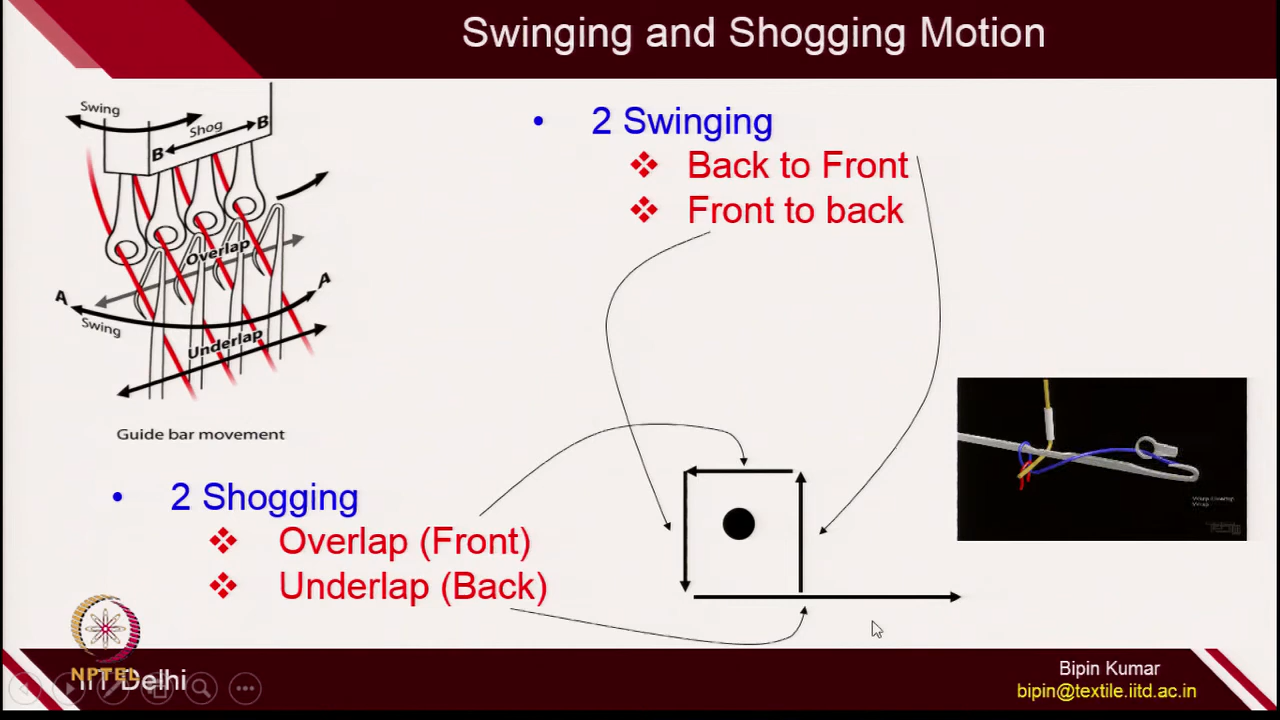 Swinging and Shogging Motion
Swing
Shog
B
B
Overlap
A
A
Swing
Underlap
Guide bar movement
• 2 Swinging
❖ Back to Front
❖ Front to back
• 2 Shogging
❖ Overlap (Front)
❖ Underlap (Back)
NPTEL
IIT Delhi
Bipin Kumar
bipin@textile.iitd.ac.in